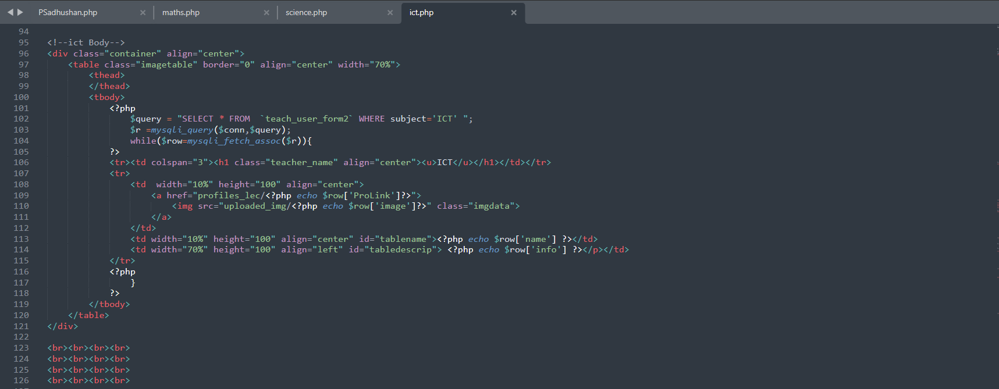 PSadhushan.php × maths.php × science.php × ict.php ×
94
95 <!--ict Body-->
96 <div class="container" align="center">
97     <table class="imagetable" border="0" align="center" width="70%">
98         <thead>
99         </thead>
100         <tbody>
101             <?php
102                 $query = "SELECT * FROM  `teach_user_form2` WHERE subject='ICT' ";
103                 $r =mysqli_query($conn,$query);
104                 while($row=mysqli_fetch_assoc($r)){
105             ?>
106             <tr><td colspan="3"><h1 class="teacher_name" align="center"><u>ICT</u></h1></td></tr>
107             <tr>
108                 <td  width="10%" height="100" align="center">
109                     <a href="profiles_lec/<?php echo $row['ProLink']?>">
110                         <img src="uploaded_img/<?php echo $row['image']?>" class="imgdata">
111                     </a>
112                 </td>
113                 <td width="10%" height="100" align="center" id="tablename"><?php echo $row['name'] ?></td>
114                 <td width="70%" height="100" align="left" id="tabledescrip"> <?php echo $row['info'] ?></p></td>
115             </tr>
116             <?php
117                 }
118             ?>
119         </tbody>
120     </table>
121 </div>
122
123 <br><br><br><br>
124 <br><br><br><br>
125 <br><br><br><br>
126 <br><br><br><br>